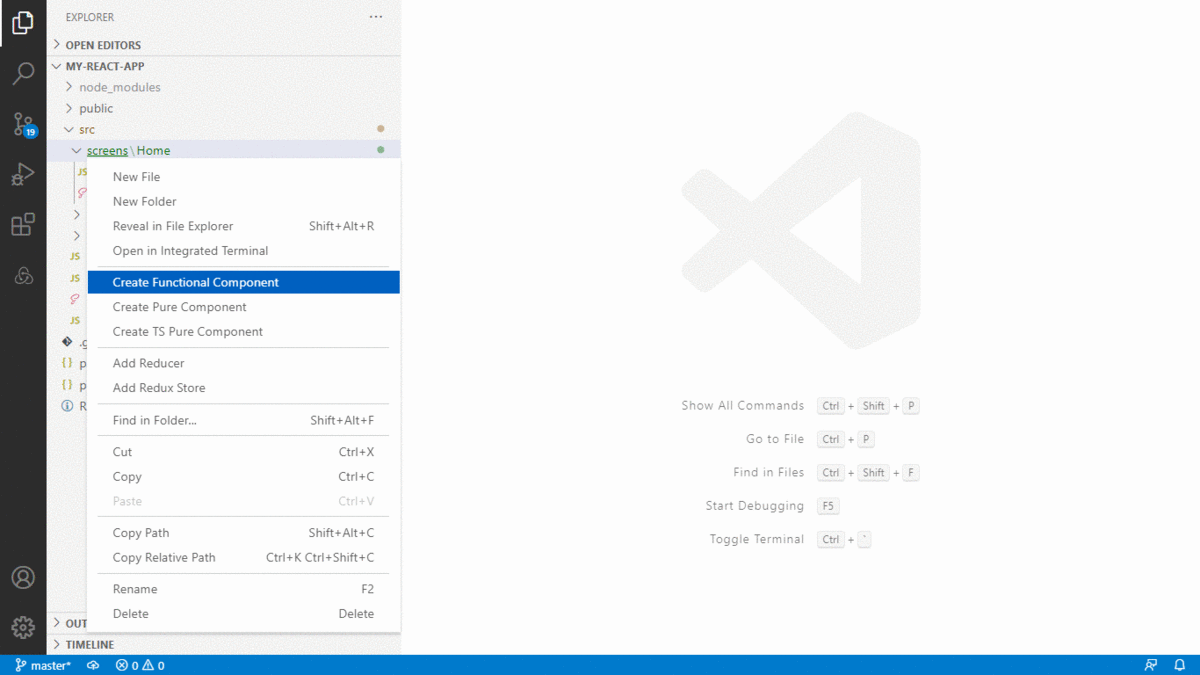 EXPLORER
OPEN EDITORS
MY-REACT-APP
node_modules
public
src
screens\Home
JS
New File
New Folder
Reveal in File Explorer Shift+Alt+R
Open in Integrated Terminal
JS
JS
Create Functional Component
Create Pure Component
JS
Create TS Pure Component
.g
{} p
Add Reducer
{} p
Add Redux Store
R
Find in Folder... Shift+Alt+F
Cut Ctrl+X
Copy Ctrl+C
Paste Ctrl+V
Copy Path Shift+Alt+C
Copy Relative Path Ctrl+K Ctrl+Shift+C
Rename F2
Delete Delete
OUT
TIMELINE
19
Show All Commands Ctrl + Shift + P
Go to File Ctrl + P
Find in Files Ctrl + Shift + F
Start Debugging F5
Toggle Terminal Ctrl + `
master* 0 0